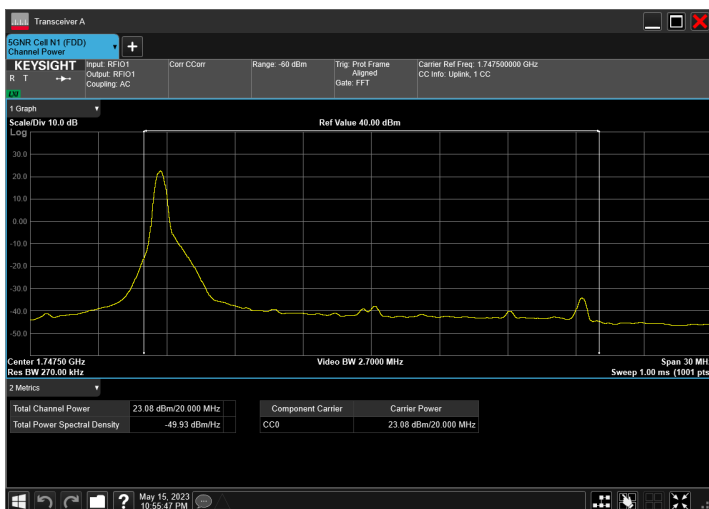 Transceiver A
5GNR Cell N1 (FDD)
Channel Power
KEYSIGHT
R T
LXI
Input: RFIO1
Output: RFIO1
Coupling: AC
Corr CCorr
Range: -60 dBm
Trig: Prot Frame
Aligned
Gate: FFT
Carrier Ref Freq: 1.747500000 GHz
CC Info: Uplink, 1 CC
1 Graph
Scale/Div 10.0 dB
Ref Value 40.00 dBm
Log
30.0
20.0
10.0
0.00
-10.0
-20.0
-30.0
-40.0
-50.0
Center 1.74750 GHz
Video BW 2.7000 MHz
Span 30 MH
Res BW 270.00 kHz
Sweep 1.00 ms (1001 pts
2 Metrics
Total Channel Power 23.08 dBm/20.000 MHz
Total Power Spectral Density -49.93 dBm/Hz
Component Carrier Carrier Power
CC0 23.08 dBm/20.000 MHz
?
May 15, 2023
10:55:47 PM